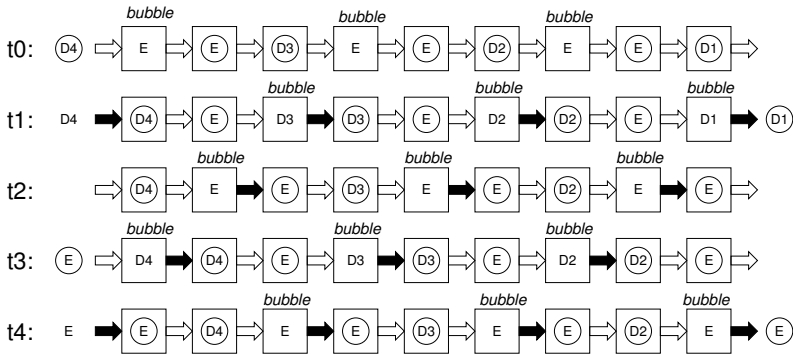 bubble bubble bubble
t0: D4 E E D3 E E D2 E E D1
bubble bubble bubble
t1: D4 D4 E D3 D3 E D2 D2 E D1 D1
bubble bubble bubble
t2: D4 E E D3 E E D2 E E
bubble bubble bubble
t3: E D4 D4 E D3 D3 E D2 D2 E
bubble bubble bubble
t4: E E D4 E E D3 E E D2 E E